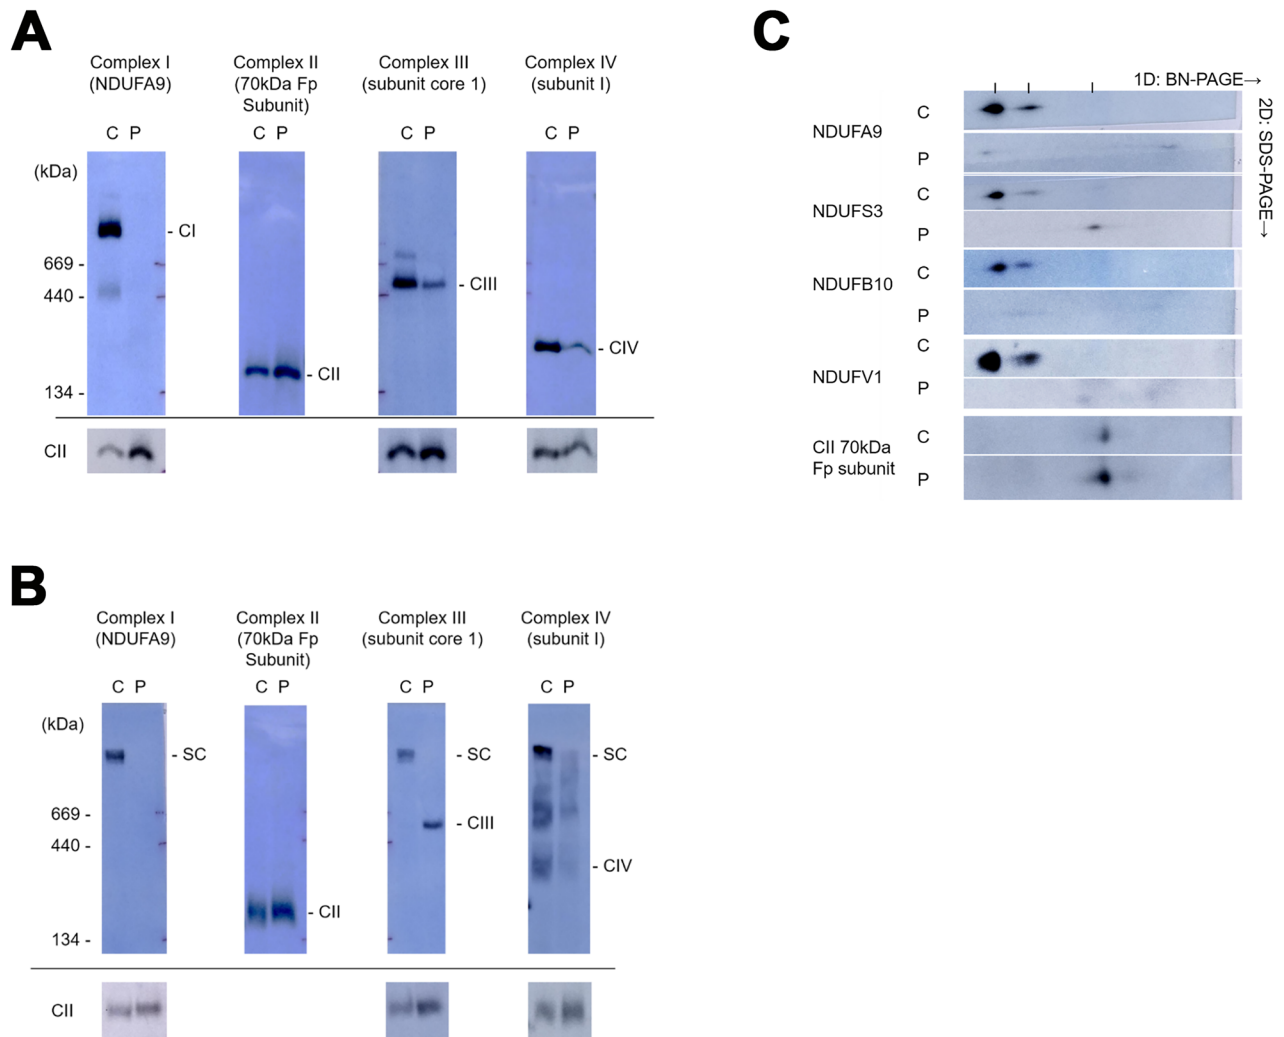 A
Complex I
(NDUFA9)
Complex II
(70kDa Fp
Subunit)
Complex III
(subunit core 1)
Complex IV
(subunit I)
C P
C P
C P
C P
(kDa)
- CI
669 -
440 -
- CIII
- CIV
- CII
134 -
CII
B
Complex I
(NDUFA9)
Complex II
(70kDa Fp
Subunit)
Complex III
(subunit core 1)
Complex IV
(subunit I)
C P
C P
C P
C P
(kDa)
- SC
- SC
- SC
669 -
- CIII
440 -
- CIV
- CII
134 -
CII
C
1D: BN-PAGE→
2D: SDS-PAGE→
NDUFA9
C
P
NDUFS3
C
P
NDUFB10
C
P
NDUFV1
C
P
CII 70kDa
Fp subunit
C
P